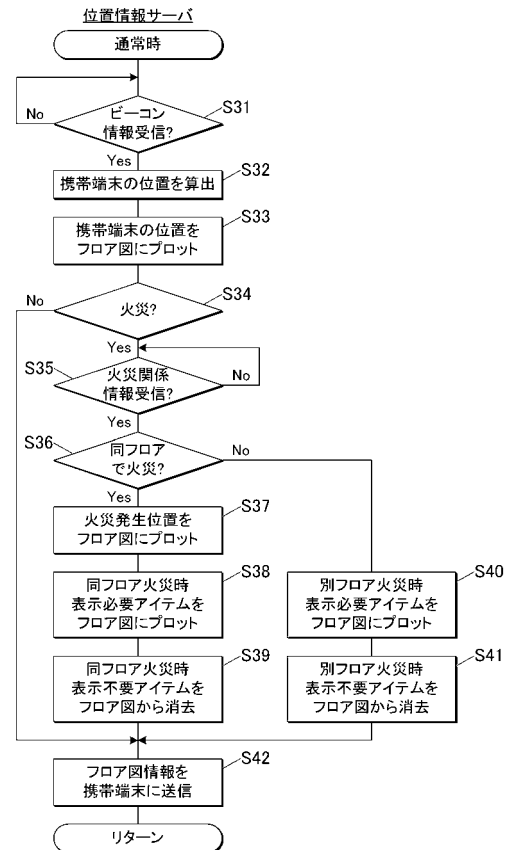 位置情報サーバ
通常時
S31
No
ビーコン
情報受信?
Yes
S32
携帯端末の位置を算出
S33
携帯端末の位置を
フロア図にプロット
S34
No
火災?
Yes
S35
火災関係
情報受信?
No
Yes
S36
同フロア
で火災?
No
Yes
S37
火災発生位置を
フロア図にプロット
S38
同フロア火災時
表示必要アイテムを
フロア図にプロット
S40
別フロア火災時
表示必要アイテムを
フロア図にプロット
S39
同フロア火災時
表示不要アイテムを
フロア図から消去
S41
別フロア火災時
表示不要アイテムを
フロア図から消去
S42
フロア図情報を
携帯端末に送信
リターン